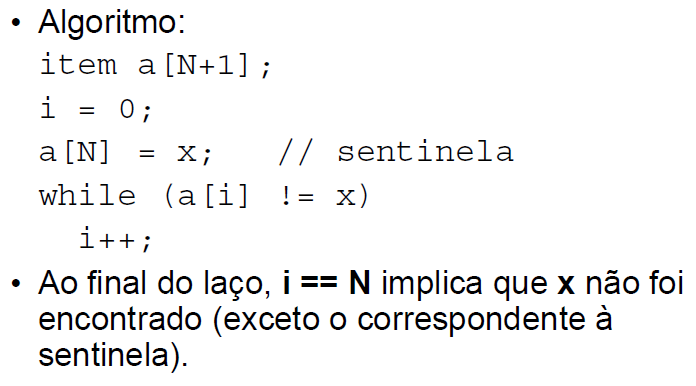 • Algoritmo:
item a[N+1];
i = 0;
a[N] = x;   // sentinela
while (a[i] != x)
  i++;
• Ao final do laço, i == N implica que x não foi
encontrado (exceto o correspondente à
sentinela).